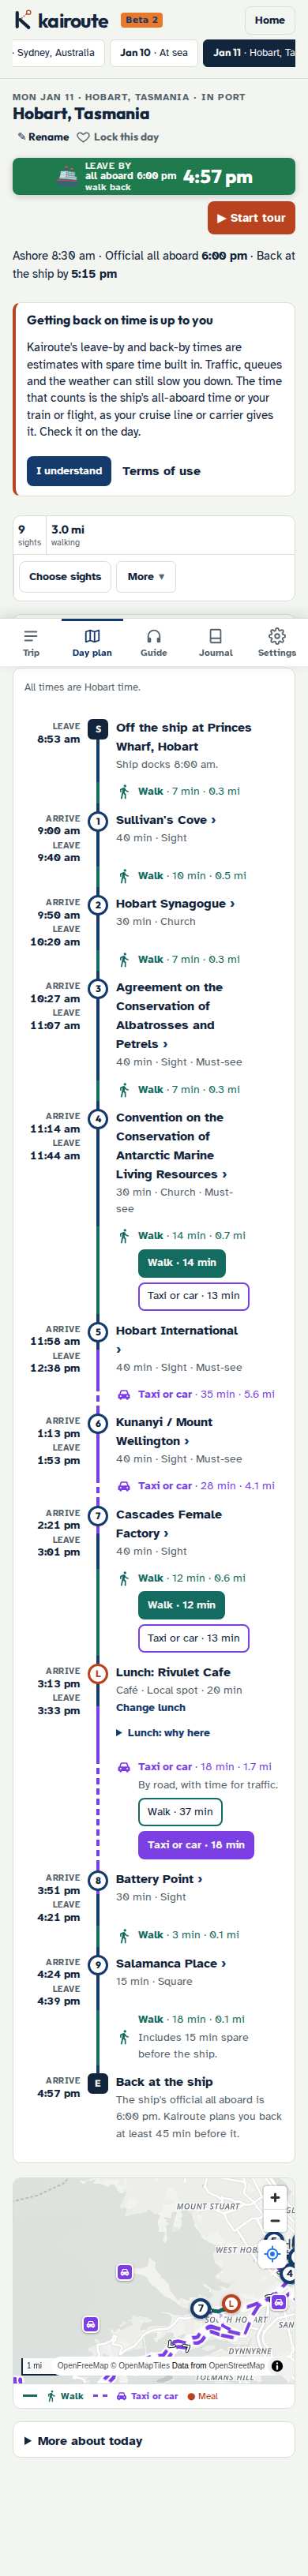 kairoute Beta 2 Home
· Sydney, Australia Jan 10 · At sea Jan 11 · Hobart, Ta
MON JAN 11 · HOBART, TASMANIA · IN PORT
Hobart, Tasmania
✎ Rename Lock this day
LEAVE BY
all aboard 6:00 pm 4:57 pm
walk back
▶ Start tour
Ashore 8:30 am · Official all aboard 6:00 pm · Back at
the ship by 5:15 pm
Getting back on time is up to you
Kairoute's leave-by and back-by times are
estimates with spare time built in. Traffic, queues
and the weather can still slow you down. The time
that counts is the ship's all-aboard time or your
train or flight, as your cruise line or carrier gives
it. Check it on the day.
I understand Terms of use
9 3.0 mi
sights walking
Choose sights More ▾
Trip Day plan Guide Journal Settings
All times are Hobart time.
LEAVE
8:53 am
S
Off the ship at Princes
Wharf, Hobart
Ship docks 8:00 am.
Walk · 7 min · 0.3 mi
ARRIVE
9:00 am
LEAVE
9:40 am
1
Sullivan's Cove ›
40 min · Sight
Walk · 10 min · 0.5 mi
ARRIVE
9:50 am
LEAVE
10:20 am
2
Hobart Synagogue ›
30 min · Church
Walk · 7 min · 0.3 mi
ARRIVE
10:27 am
LEAVE
11:07 am
3
Agreement on the
Conservation of
Albatrosses and
Petrels ›
40 min · Sight · Must-see
Walk · 7 min · 0.3 mi
ARRIVE
11:14 am
LEAVE
11:44 am
4
Convention on the
Conservation of
Antarctic Marine
Living Resources ›
30 min · Church · Must-
see
Walk · 14 min · 0.7 mi
Walk · 14 min
Taxi or car · 13 min
ARRIVE
11:58 am
LEAVE
12:38 pm
5
Hobart International
›
40 min · Sight · Must-see
Taxi or car · 35 min · 5.6 mi
ARRIVE
1:13 pm
LEAVE
1:53 pm
6
Kunanyi / Mount
Wellington ›
40 min · Sight · Must-see
Taxi or car · 28 min · 4.1 mi
ARRIVE
2:21 pm
LEAVE
3:01 pm
7
Cascades Female
Factory ›
40 min · Sight
Walk · 12 min · 0.6 mi
Walk · 12 min
Taxi or car · 13 min
ARRIVE
3:13 pm
LEAVE
3:33 pm
L
Lunch: Rivulet Cafe
Café · Local spot · 20 min
Change lunch
▶ Lunch: why here
Taxi or car · 18 min · 1.7 mi
By road, with time for traffic.
Walk · 37 min
Taxi or car · 18 min
ARRIVE
3:51 pm
LEAVE
4:21 pm
8
Battery Point ›
30 min · Sight
Walk · 3 min · 0.1 mi
ARRIVE
4:24 pm
LEAVE
4:39 pm
9
Salamanca Place ›
15 min · Square
Walk · 18 min · 0.1 mi
Includes 15 min spare
before the ship.
ARRIVE
4:57 pm
E
Back at the ship
The ship's official all aboard is
6:00 pm. Kairoute plans you back
at least 45 min before it.
MOUNT STUART
WEST HOB
4
7 L
SAN
DYNNYRNE
TOLMANS HILL
1 mi OpenFreeMap © OpenMapTiles Data from OpenStreetMap
Walk Taxi or car Meal
▶ More about today